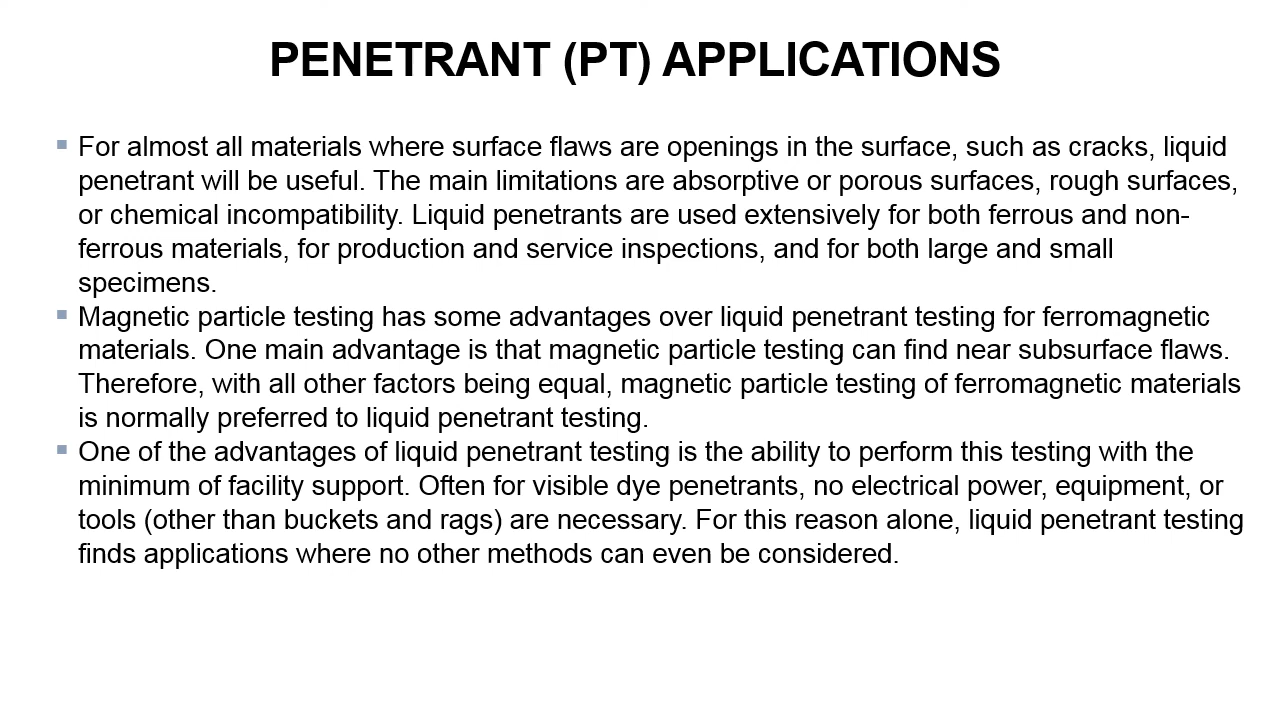 PENETRANT (PT) APPLICATIONS
▪ For almost all materials where surface flaws are openings in the surface, such as cracks, liquid
penetrant will be useful. The main limitations are absorptive or porous surfaces, rough surfaces,
or chemical incompatibility. Liquid penetrants are used extensively for both ferrous and non-
ferrous materials, for production and service inspections, and for both large and small
specimens.
▪ Magnetic particle testing has some advantages over liquid penetrant testing for ferromagnetic
materials. One main advantage is that magnetic particle testing can find near subsurface flaws.
Therefore, with all other factors being equal, magnetic particle testing of ferromagnetic materials
is normally preferred to liquid penetrant testing.
▪ One of the advantages of liquid penetrant testing is the ability to perform this testing with the
minimum of facility support. Often for visible dye penetrants, no electrical power, equipment, or
tools (other than buckets and rags) are necessary. For this reason alone, liquid penetrant testing
finds applications where no other methods can even be considered.